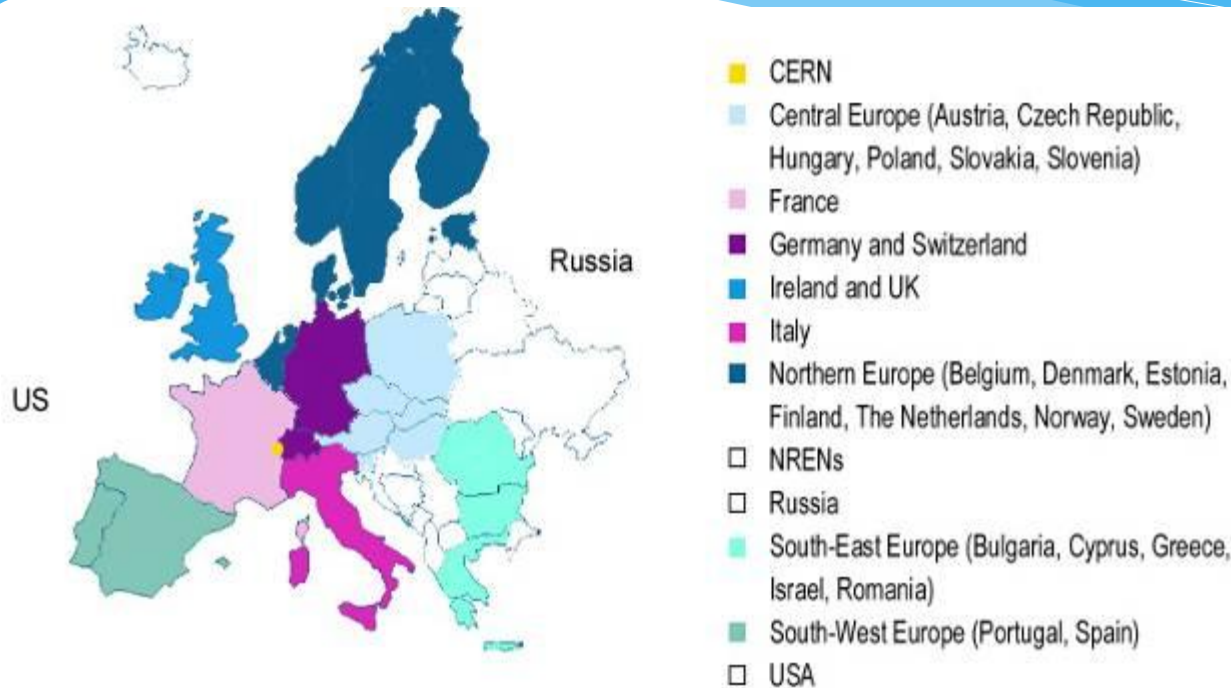 Russia
US
CERN
Central Europe (Austria, Czech Republic,
Hungary, Poland, Slovakia, Slovenia)
France
Germany and Switzerland
Ireland and UK
Italy
Northern Europe (Belgium, Denmark, Estonia,
Finland, The Netherlands, Norway, Sweden)
NRENs
Russia
South-East Europe (Bulgaria, Cyprus, Greece,
Israel, Romania)
South-West Europe (Portugal, Spain)
USA